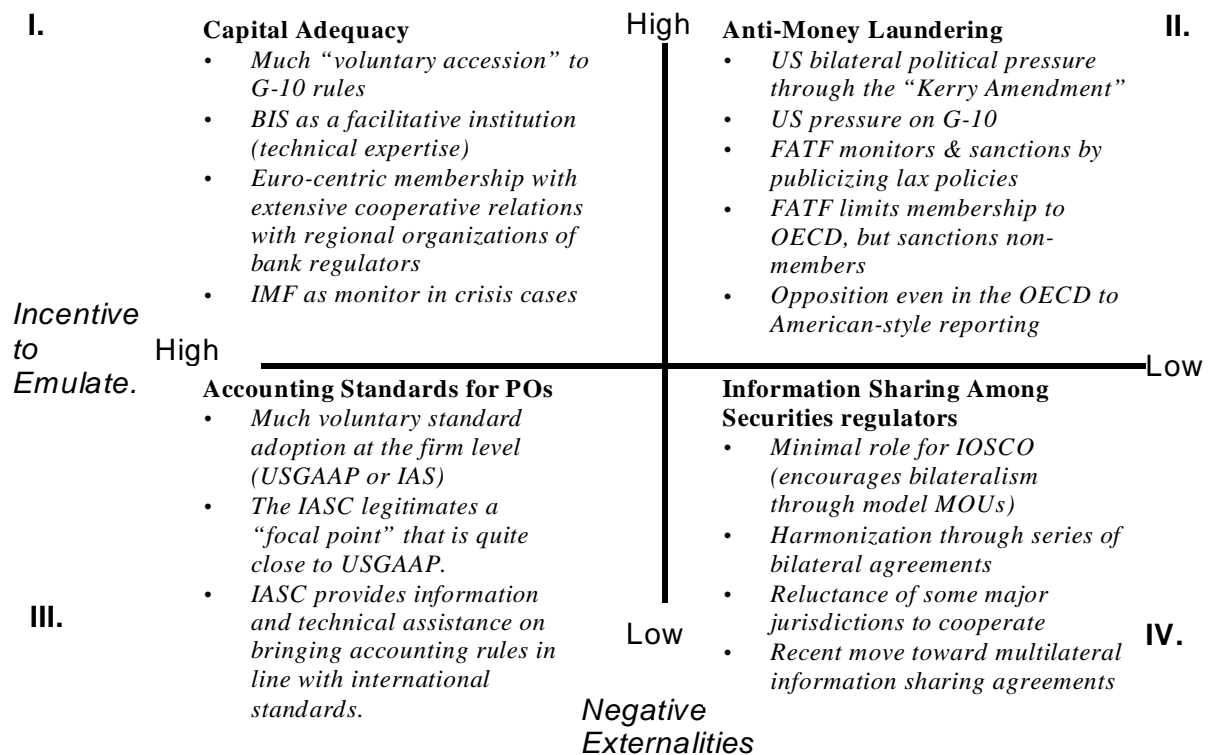 I.
Capital Adequacy
• Much “voluntary accession” to
G-10 rules
• BIS as a facilitative institution
(technical expertise)
• Euro-centric membership with
extensive cooperative relations
with regional organizations of
bank regulators
• IMF as monitor in crisis cases
High
Anti-Money Laundering
• US bilateral political pressure
through the “Kerry Amendment”
• US pressure on G-10
• FATF monitors & sanctions by
publicizing lax policies
• FATF limits membership to
OECD, but sanctions non-
members
• Opposition even in the OECD to
American-style reporting
II.
Incentive
to
Emulate.
High
Low
Accounting Standards for POs
• Much voluntary standard
adoption at the firm level
(USGAAP or IAS)
• The IASC legitimates a
“focal point” that is quite
close to USGAAP.
• IASC provides information
and technical assistance on
bringing accounting rules in
line with international
standards.
III.
Information Sharing Among
Securities regulators
• Minimal role for IOSCO
(encourages bilateralism
through model MOUs)
• Harmonization through series of
bilateral agreements
• Reluctance of some major
jurisdictions to cooperate
• Recent move toward multilateral
information sharing agreements
IV.
Low
Negative
Externalities